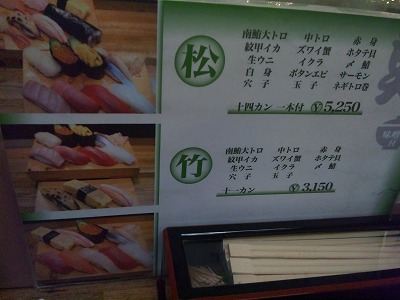 松
南鮪大トロ 中トロ 赤身
紋甲イカ ズワイ蟹 ホタテ貝
生ウニ イクラ 〆鯖
白身 ボタンエビ サーモン
穴子 玉子 ネギトロ巻
十四カン 一本付 ¥5,250
竹
南鮪大トロ 中トロ 赤身
紋甲イカ ズワイ蟹 ホタテ貝
生ウニ イクラ 〆鯖
穴子 玉子
十一カン ¥3,150